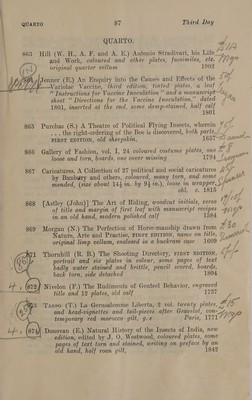 QUARTO 87 Third Day
QUARTO.
863 Hill (W. H., A. F. and A. E.) Antonio Stradivari, his Life
and Work, coloured and other plates, facsimiles, etc.
original quarter vellum 1902
864 Jenner (E.) An Enquiry into the Causes and Effects of the
Variolae Vaccinae, third edition, tinted plates, a leaf
"Instructions for Vaccine Inoculation" and a manuscript
sheet "Directions for the Vaccine Inoculation," dated
1801, inserted at the end, some damp-stained, half calf
1801
865 Purchas (S.) A Theatre of Political Flying Insects, wherein
... the right-ordering of the Bee is discovered, both parts,
FIRST EDITION, old sheepskin, 1657
866 Gallery of Fashion, vol. I, 24 coloured costume plates, one
loose and torn, boards, one cover missing 1794
867 Caricatures. A Collection of 27 political and social caricatures
by Bunbury and others, coloured, many torn, and some
mended, (size about 14½ in. by 9½ in.), loose in wrapper,
obl. c. 1815
868 [Astley (John)] The Art of Riding, woodcut initials, verso
of title and margin of first leaf with manuscript recipes
in an old hand, modern polished calf 1584
869 Morgan (N.) The Perfection of Horse-manship drawn from
Nature, Arte and Practise, FIRST EDITION, name on title,
original limp vellum, enclosed in a buckram case 1609
871 Thornhill (R. B.) The Shooting Directory, FIRST EDITION,
portrait and six plates in colour, some pages of text
badly water stained and brittle, pencil scored, boards,
back torn, side detached 1804
4. 872 Nivelon (F.) The Rudiments of Genteel Behavior, engraved
title and 12 plates, old calf 1737
873 Tasso (T.) La Gerusalemme Liberta, 2 vol. twenty plates,
and head-vignettes and tail-pieces after Gravelot, con-
temporary red morocco gilt, g.e Paris, 1771
4. 874 Donovan (E.) Natural History of the Insects of India, new
edition, edited by J. O. Westwood, coloured plates, some
pages of text torn and stained, writing on preface by an
old hand, half roan gilt, 1842